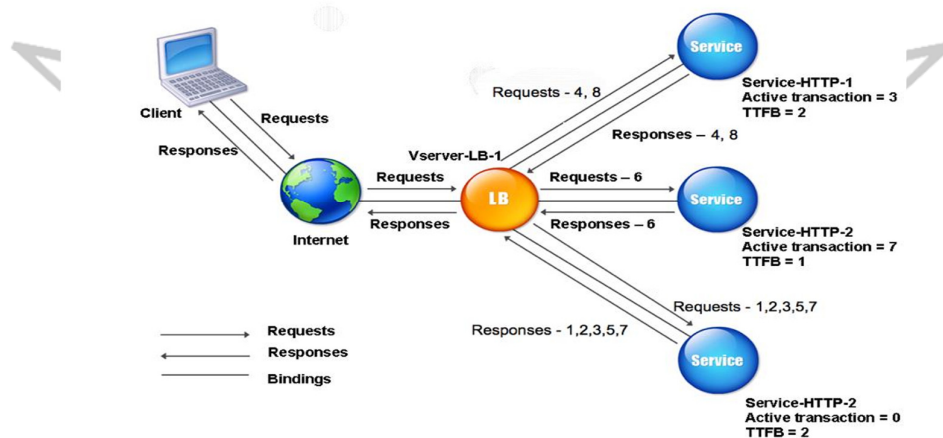 Service
Service-HTTP-1
Active transaction = 3
TTFB = 2
Requests - 4, 8
Responses – 4, 8
Client
Requests
Responses
Vserver-LB-1
Requests
LB
Responses
Internet
Requests – 6
Responses – 6
Service
Service-HTTP-2
Active transaction = 7
TTFB = 1
Requests - 1,2,3,5,7
Responses - 1,2,3,5,7
Service
Service-HTTP-2
Active transaction = 0
TTFB = 2
Requests
Responses
Bindings